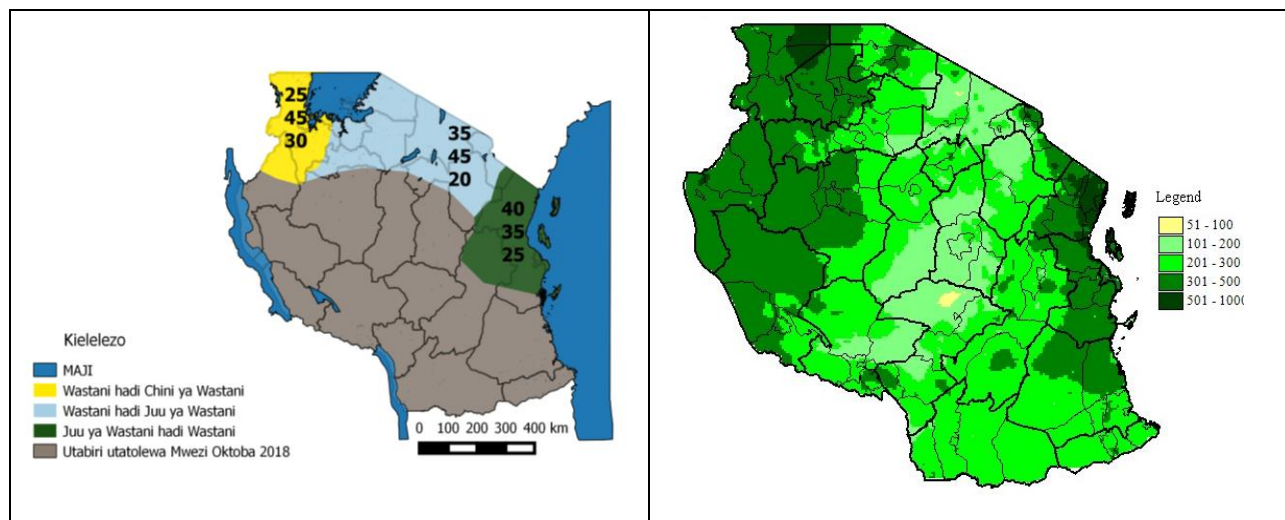 25
45
30
35
45
20
40
35
25
Kielelezo
MAJI
Wastani hadi Chini ya Wastani
Wastani hadi Juu ya Wastani
Juu ya Wastani hadi Wastani
Utabiri utatolewa Mwezi Oktoba 2018
0 100 200 300 400 km
Legend
51 - 100
101 - 200
201 - 300
301 - 500
501 - 1000